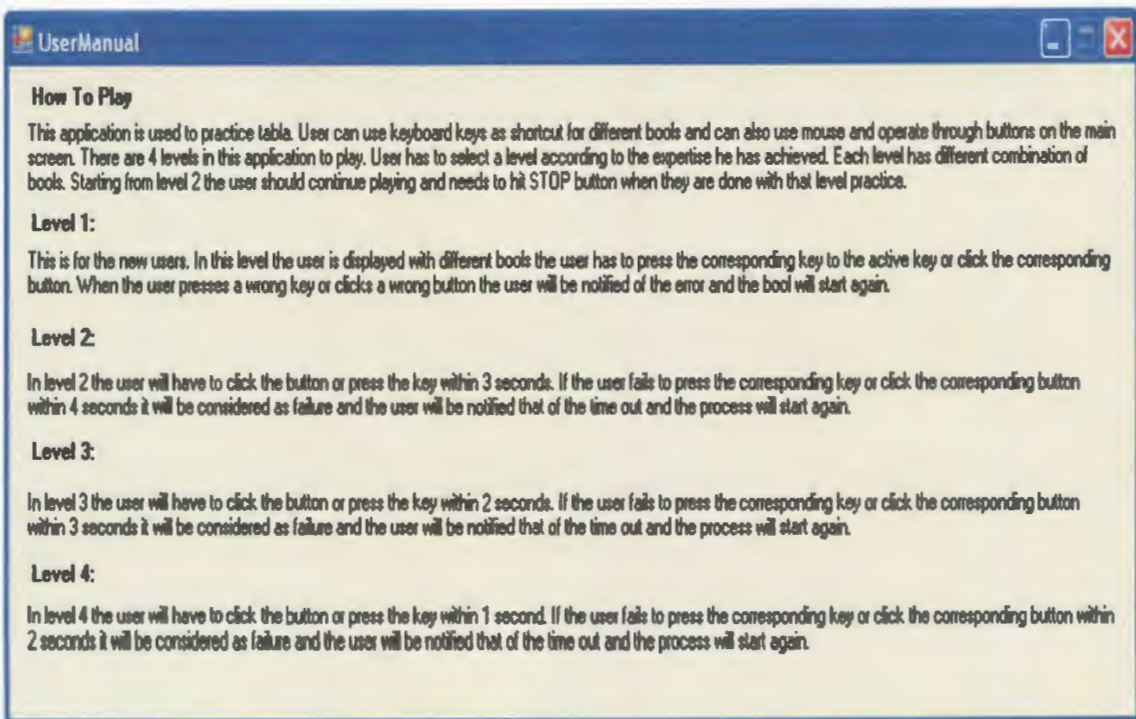 UserManual
How To Play
This application is used to practice tabla. User can use keyboard keys as shortcut for different bools and can also use mouse and operate through buttons on the main
screen. There are 4 levels in this application to play. User has to select a level according to the expertise he has achieved. Each level has different combination of
bools. Starting from level 2 the user should continue playing and needs to hit STOP button when they are done with that level practice.
Level 1:
This is for the new users. In this level the user is displayed with different bools the user has to press the corresponding key to the active key or click the corresponding
button. When the user presses a wrong key or clicks a wrong button the user will be notified of the error and the bool will start again.
Level 2:
In level 2 the user will have to click the button or press the key within 3 seconds. If the user fails to press the corresponding key or click the corresponding button
within 4 seconds it will be considered as failure and the user will be notified that of the time out and the process will start again.
Level 3:
In level 3 the user will have to click the button or press the key within 2 seconds. If the user fails to press the corresponding key or click the corresponding button
within 3 seconds it will be considered as failure and the user will be notified that of the time out and the process will start again.
Level 4:
In level 4 the user will have to click the button or press the key within 1 second. If the user fails to press the corresponding key or click the corresponding button within
2 seconds it will be considered as failure and the user will be notified that of the time out and the process will start again.